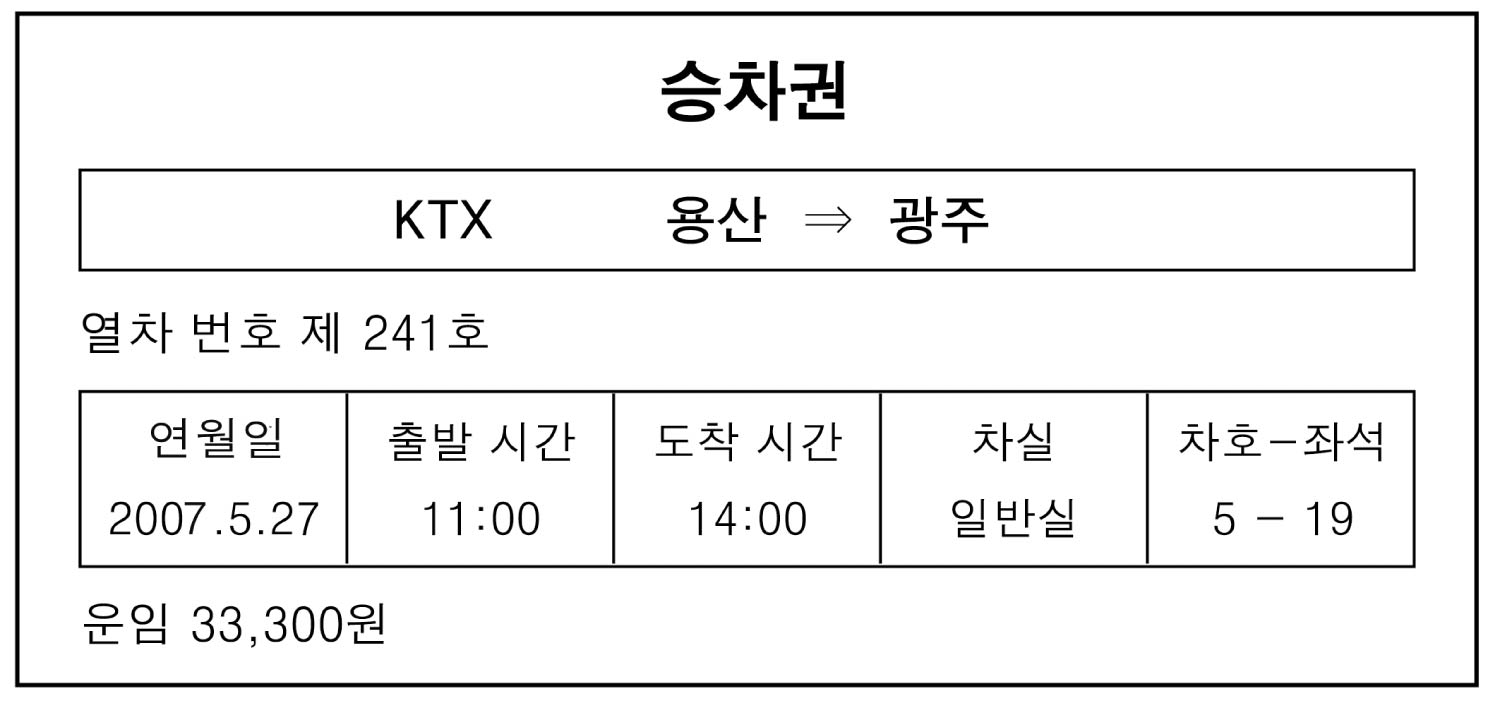 승차권
KTX 용산 ⇒ 광주
열차 번호 제 241호
연월일 출발 시간 도착 시간 차실 차호-좌석
2007.5.27 11:00 14:00 일반실 5 - 19
운임 33,300원